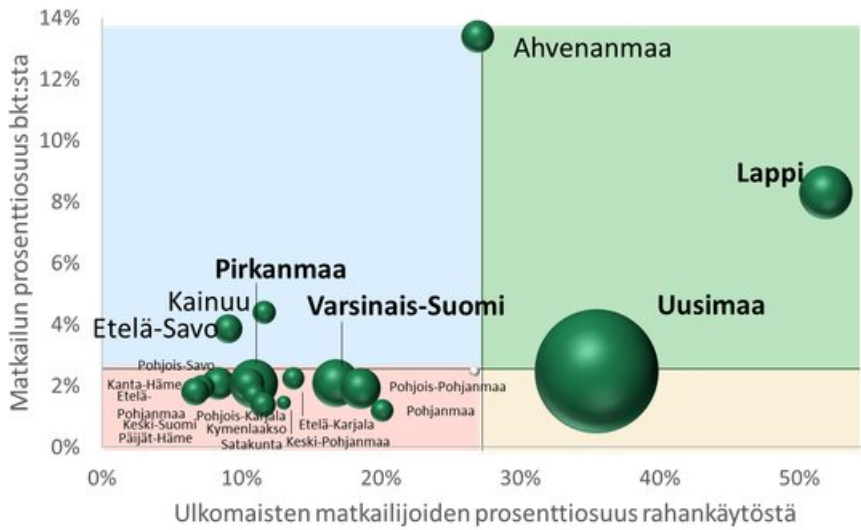 14%
12%
10%
8%
6%
4%
2%
0%
Matkailun prosenttiosuus bkt:sta
Ahvenanmaa
Lappi
Pirkanmaa
Kainuu
Varsinais-Suomi
Uusimaa
Etelä-Savo
Pohjois-Savo
Kanta-Häme
Etelä-
Pohjanmaa
Keski-Suomi
Päijät-Häme
Pohjois-Karjala
Kymenlaakso
Satakunta
Etelä-Karjala
Keski-Pohjanmaa
Pohjois-Pohjanmaa
Pohjanmaa
0%
10%
20%
30%
40%
50%
Ulkomaisten matkailijoiden prosenttiosuus rahankäytöstä